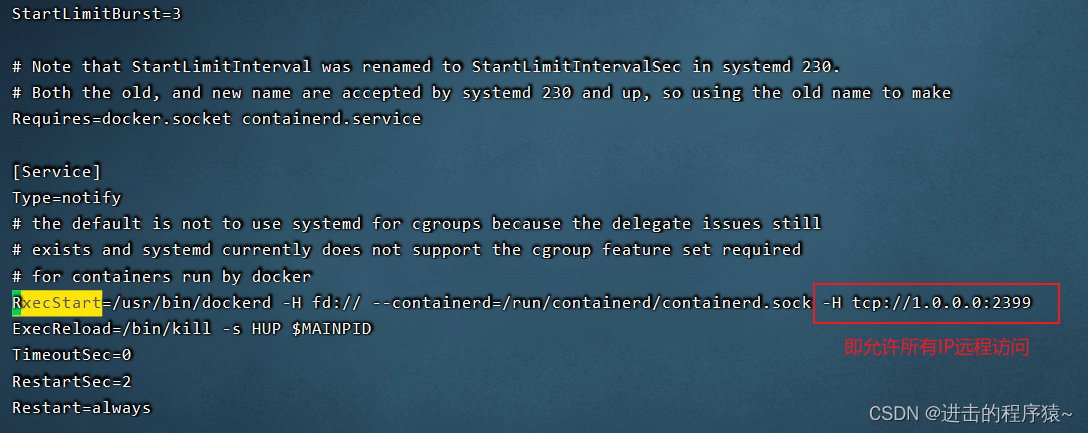 StartLimitBurst=3
# Note that StartLimitInterval was renamed to StartLimitIntervalSec in systemd 230.
# Both the old, and new name are accepted by systemd 230 and up, so using the old name to make
Requires=docker.socket containerd.service
[Service]
Type=notify
# the default is not to use systemd for cgroups because the delegate issues still
# exists and systemd currently does not support the cgroup feature set required
# for containers run by docker
RxecStart=/usr/bin/dockerd -H fd:// --containerd=/run/containerd/containerd.sock -H tcp://1.0.0.0:2399
ExecReload=/bin/kill -s HUP $MAINPID
即允许所有IP远程访问
TimeoutSec=0
RestartSec=2
Restart=always
CSDN @进击的程序猿~